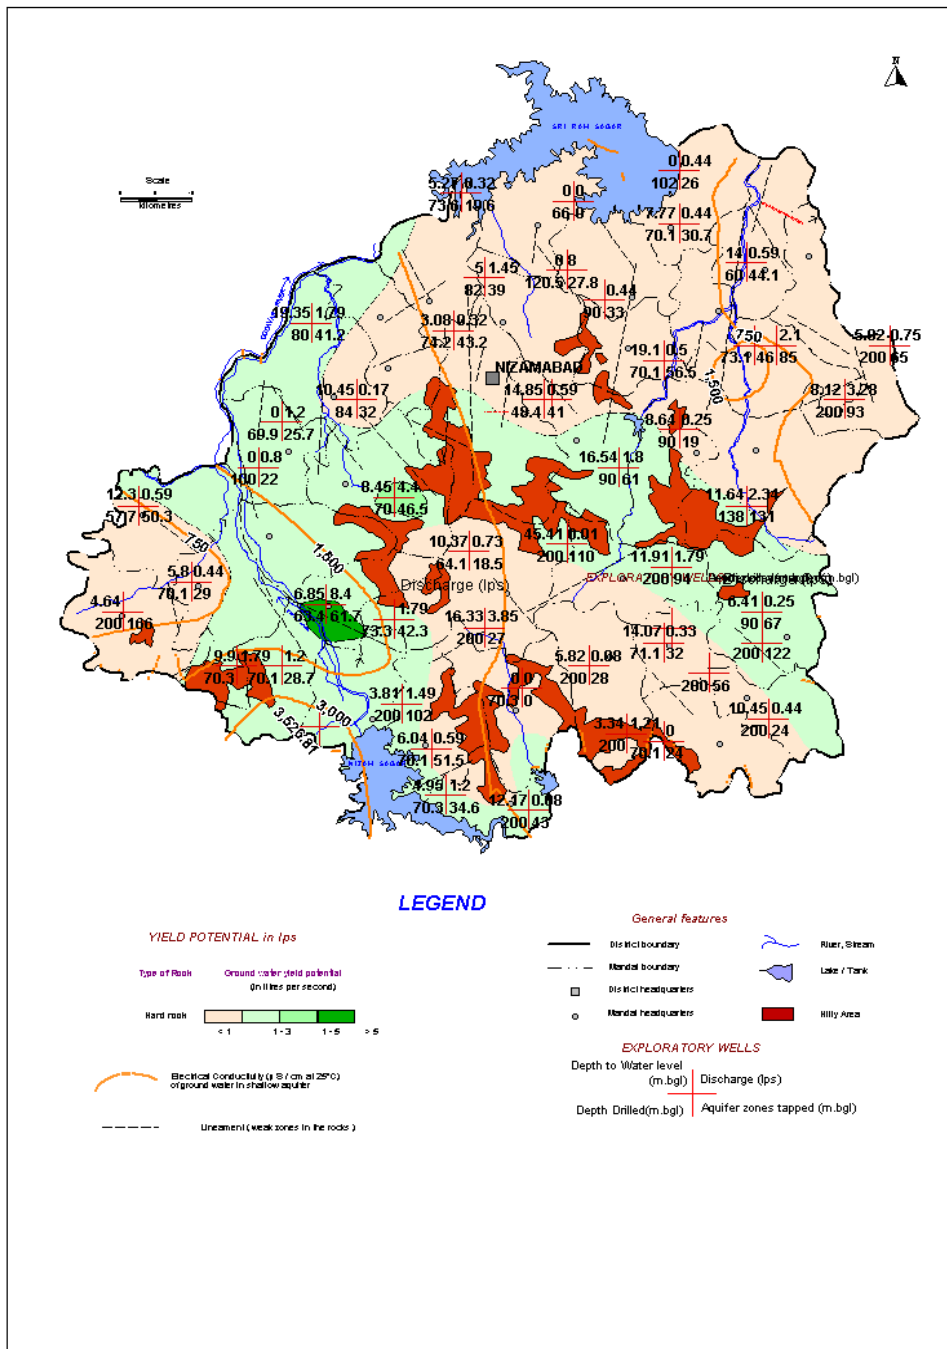 N
SRI RAM SAGAR
Scale
kilometres
0 0.44
102 26
5.27 0.32
73.6 19.6
0 0
66 0
7.77 0.44
70.1 30.7
14 0.59
60 44.1
0 8
120.5 27.8
5 1.45
82 39
0.44
90 33
19.35 1.79
80 41.2
3.08 0.32
74.2 43.2
750
2.1
73.1 46 85
5.82 0.75
200 65
19.1 0.5
70.1 56.5
NIZAMABAD
1-500
10.45 0.17
84 32
14.85 0.59
49.4 41
8.12 3.28
200 93
0 1.2
69.9 25.7
8.64 0.25
90 19
0 0.8
100 22
16.54 1.8
90 61
8.45 4.4
70 46.5
12.3 0.59
57.7 50.3
11.64 2.34
138 131
750
1-500
10.37 0.73
64.1 18.5
45.41 0.01
200 110
11.91 1.79
200 94
Discharge (lps)
5.8 0.44
70.1 29
6.85 8.4
63.4 61.7
4.64
200 166
1.79
73.3 42.3
16.33 3.85
200 27
14.07 0.33
71.1 32
6.41 0.25
90 67
200 122
9.9 1.79 1.2
70.3 70.1 28.7
5.82 0.08
200 28
0 0
70.3 0
200 56
3.81 1.49
200 102
3,000
3,526.81
10.45 0.44
200 24
3.34 1.21 0
200 70.1 24
6.04 0.59
70.1 51.5
4.95 1.2
70.3 34.6
12.17 0.08
200 43
LEGEND
YIELD POTENTIAL in lps
Type of Rock Ground water yield potential
(in litres per second)
Hard rock
< 1 1 - 3 1 - 5 > 5
Electrical Conductivity (µ S / cm at 25°C)
of ground water in shallow aquifer
Lineament ( weak zones in the rocks )
General features
District boundary
River, Stream
Mandal boundary
Lake / Tank
District headquarters
Mandal headquarters
Hilly Area
EXPLORATORY WELLS
Depth to Water level
(m.bgl) Discharge (lps)
Depth Drilled(m.bgl) Aquifer zones tapped (m.bgl)